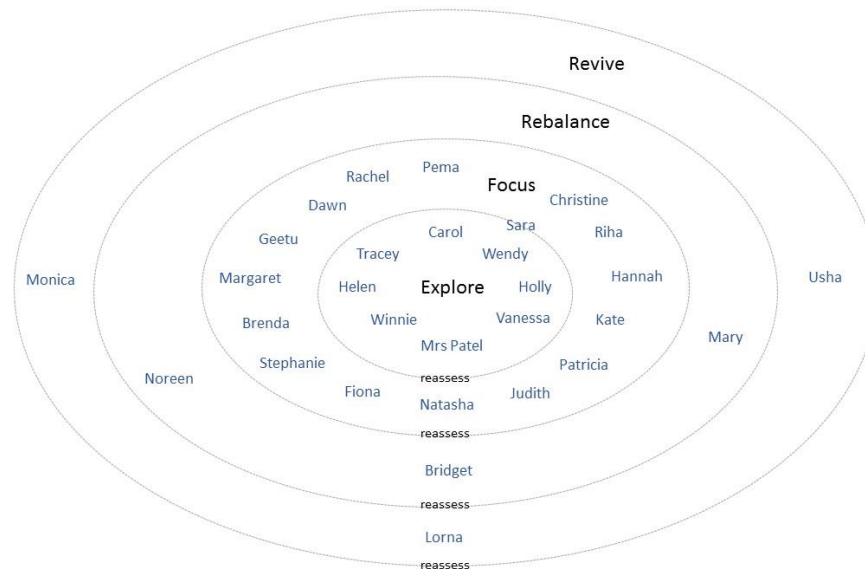 Revive
Rebalance
Pema
Rachel
Focus
Christine
Dawn
Sara
Carol
Riha
Geetu
Tracey
Wendy
Monica
Margaret
Helen
Explore
Holly
Hannah
Usha
Brenda
Winnie
Vanessa
Kate
Mary
Mrs Patel
Stephanie
Patricia
Noreen
reassess
Fiona
Judith
Natasha
reassess
Bridget
reassess
Lorna
reassess